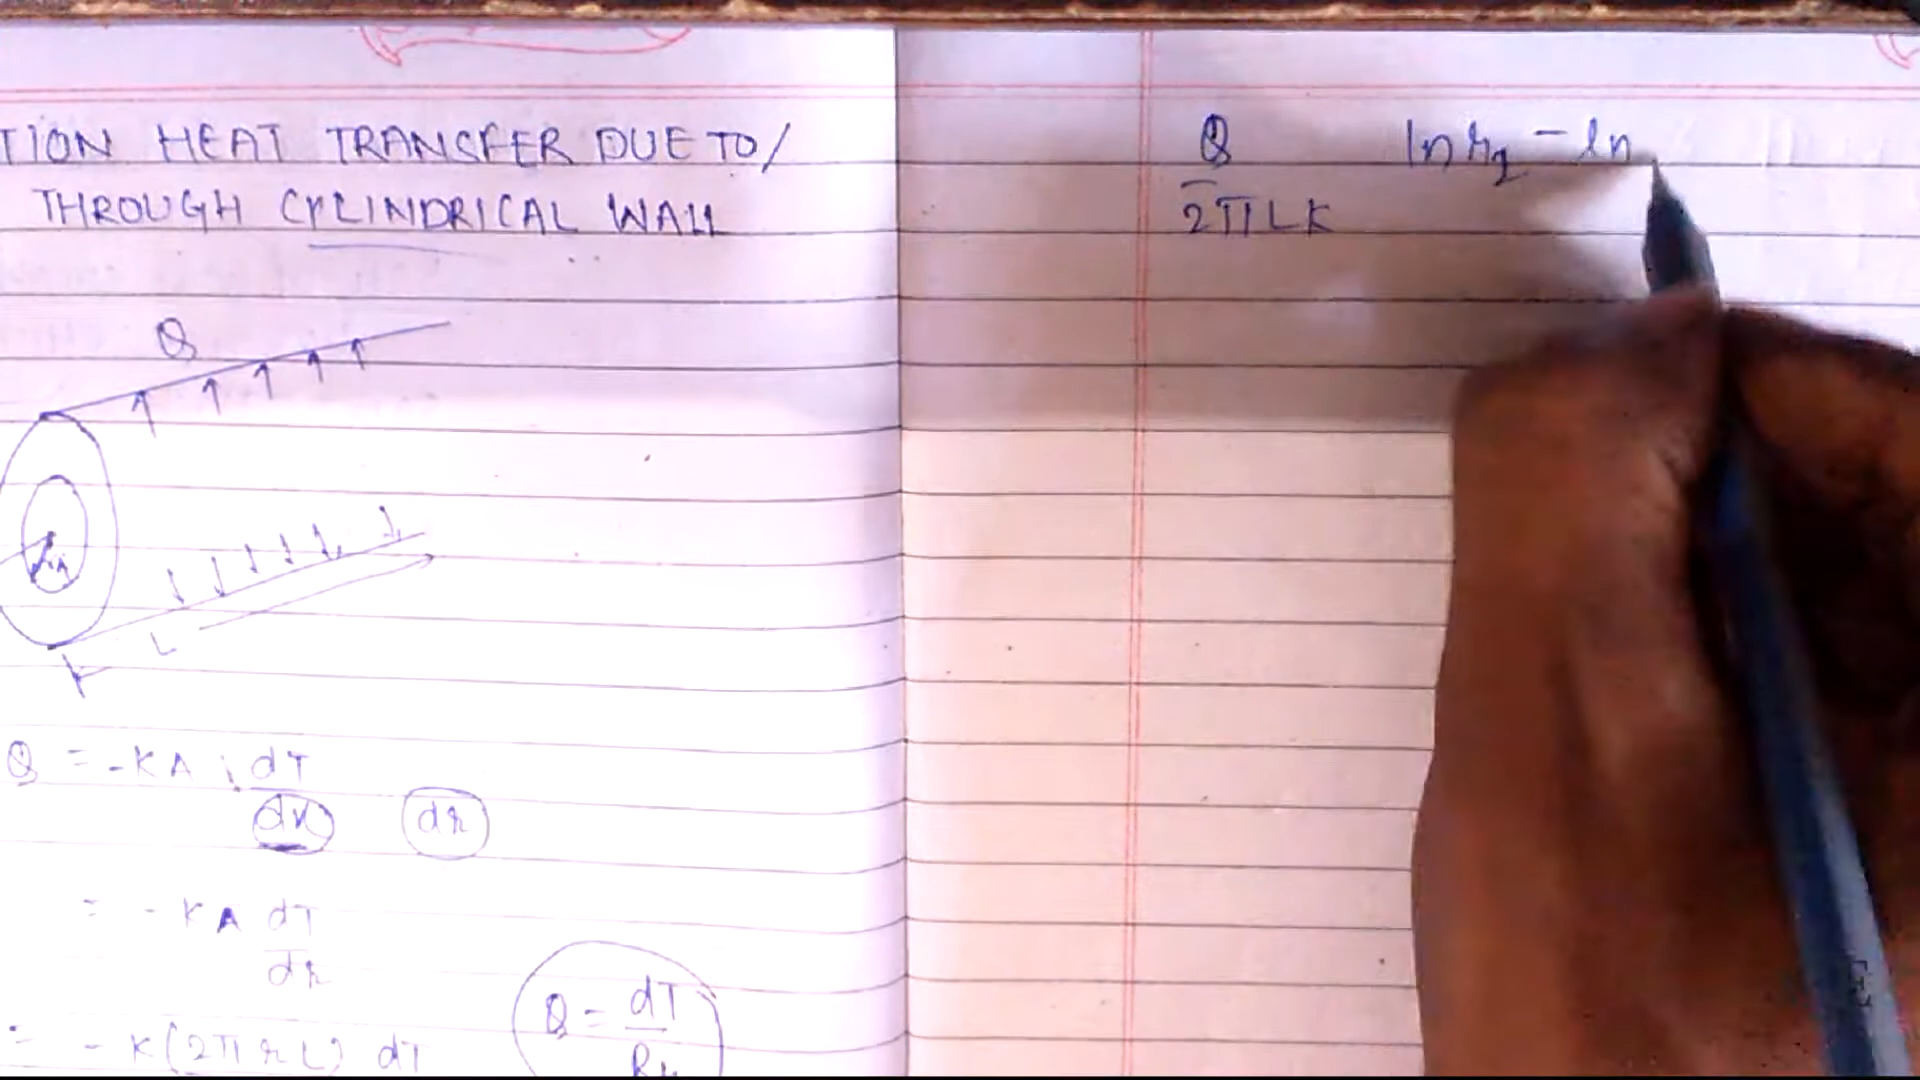 TION HEAT TRANSFER DUE TO/
THROUGH CYLINDRICAL WALL
Q
L
Q = -KA dT
dx dr
= -KA dT
dr
= -K(2πrL) dT
Q = dT
Q ln r2 - ln
2πLK